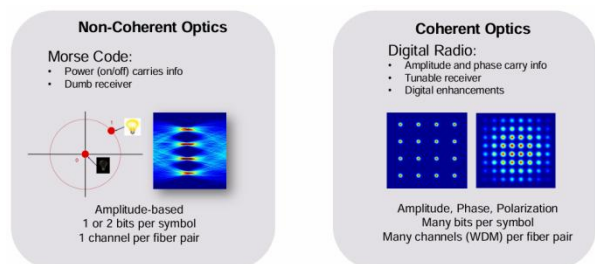 Non-Coherent Optics
Morse Code:
• Power (on/off) carries info
• Dumb receiver
1
0
Amplitude-based
1 or 2 bits per symbol
1 channel per fiber pair
Coherent Optics
Digital Radio:
• Amplitude and phase carry info
• Tunable receiver
• Digital enhancements
Amplitude, Phase, Polarization
Many bits per symbol
Many channels (WDM) per fiber pair